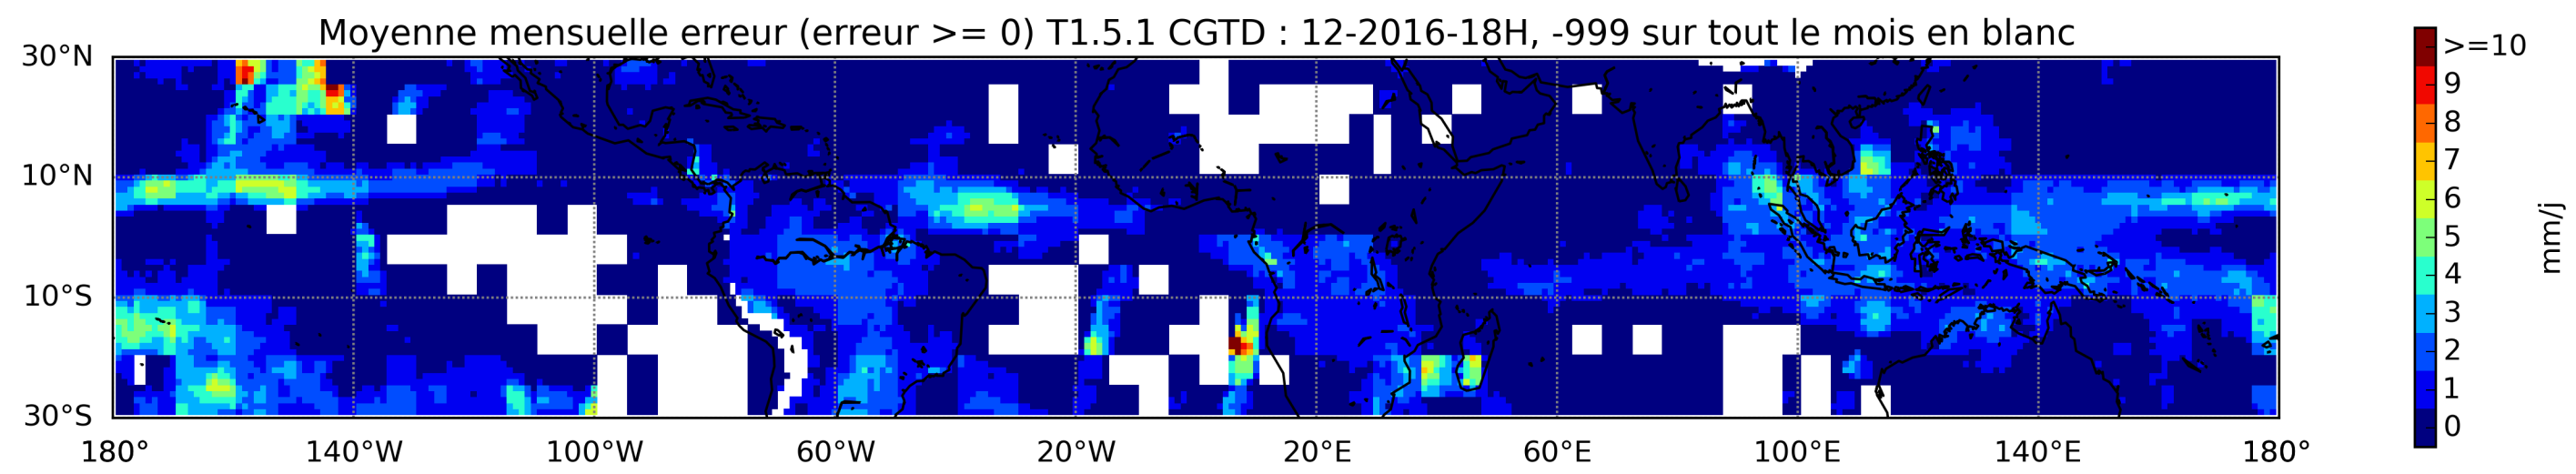 Moyenne mensuelle erreur (erreur >= 0) T1.5.1 CGTD : 12-2016-18H, -999 sur tout le mois en blanc
30°N
10°N
10°S
30°S
180° 140°W 100°W 60°W 20°W 20°E 60°E 100°E 140°E 180°
>=10
9
8
7
6
5
4
3
2
1
0
mm/j